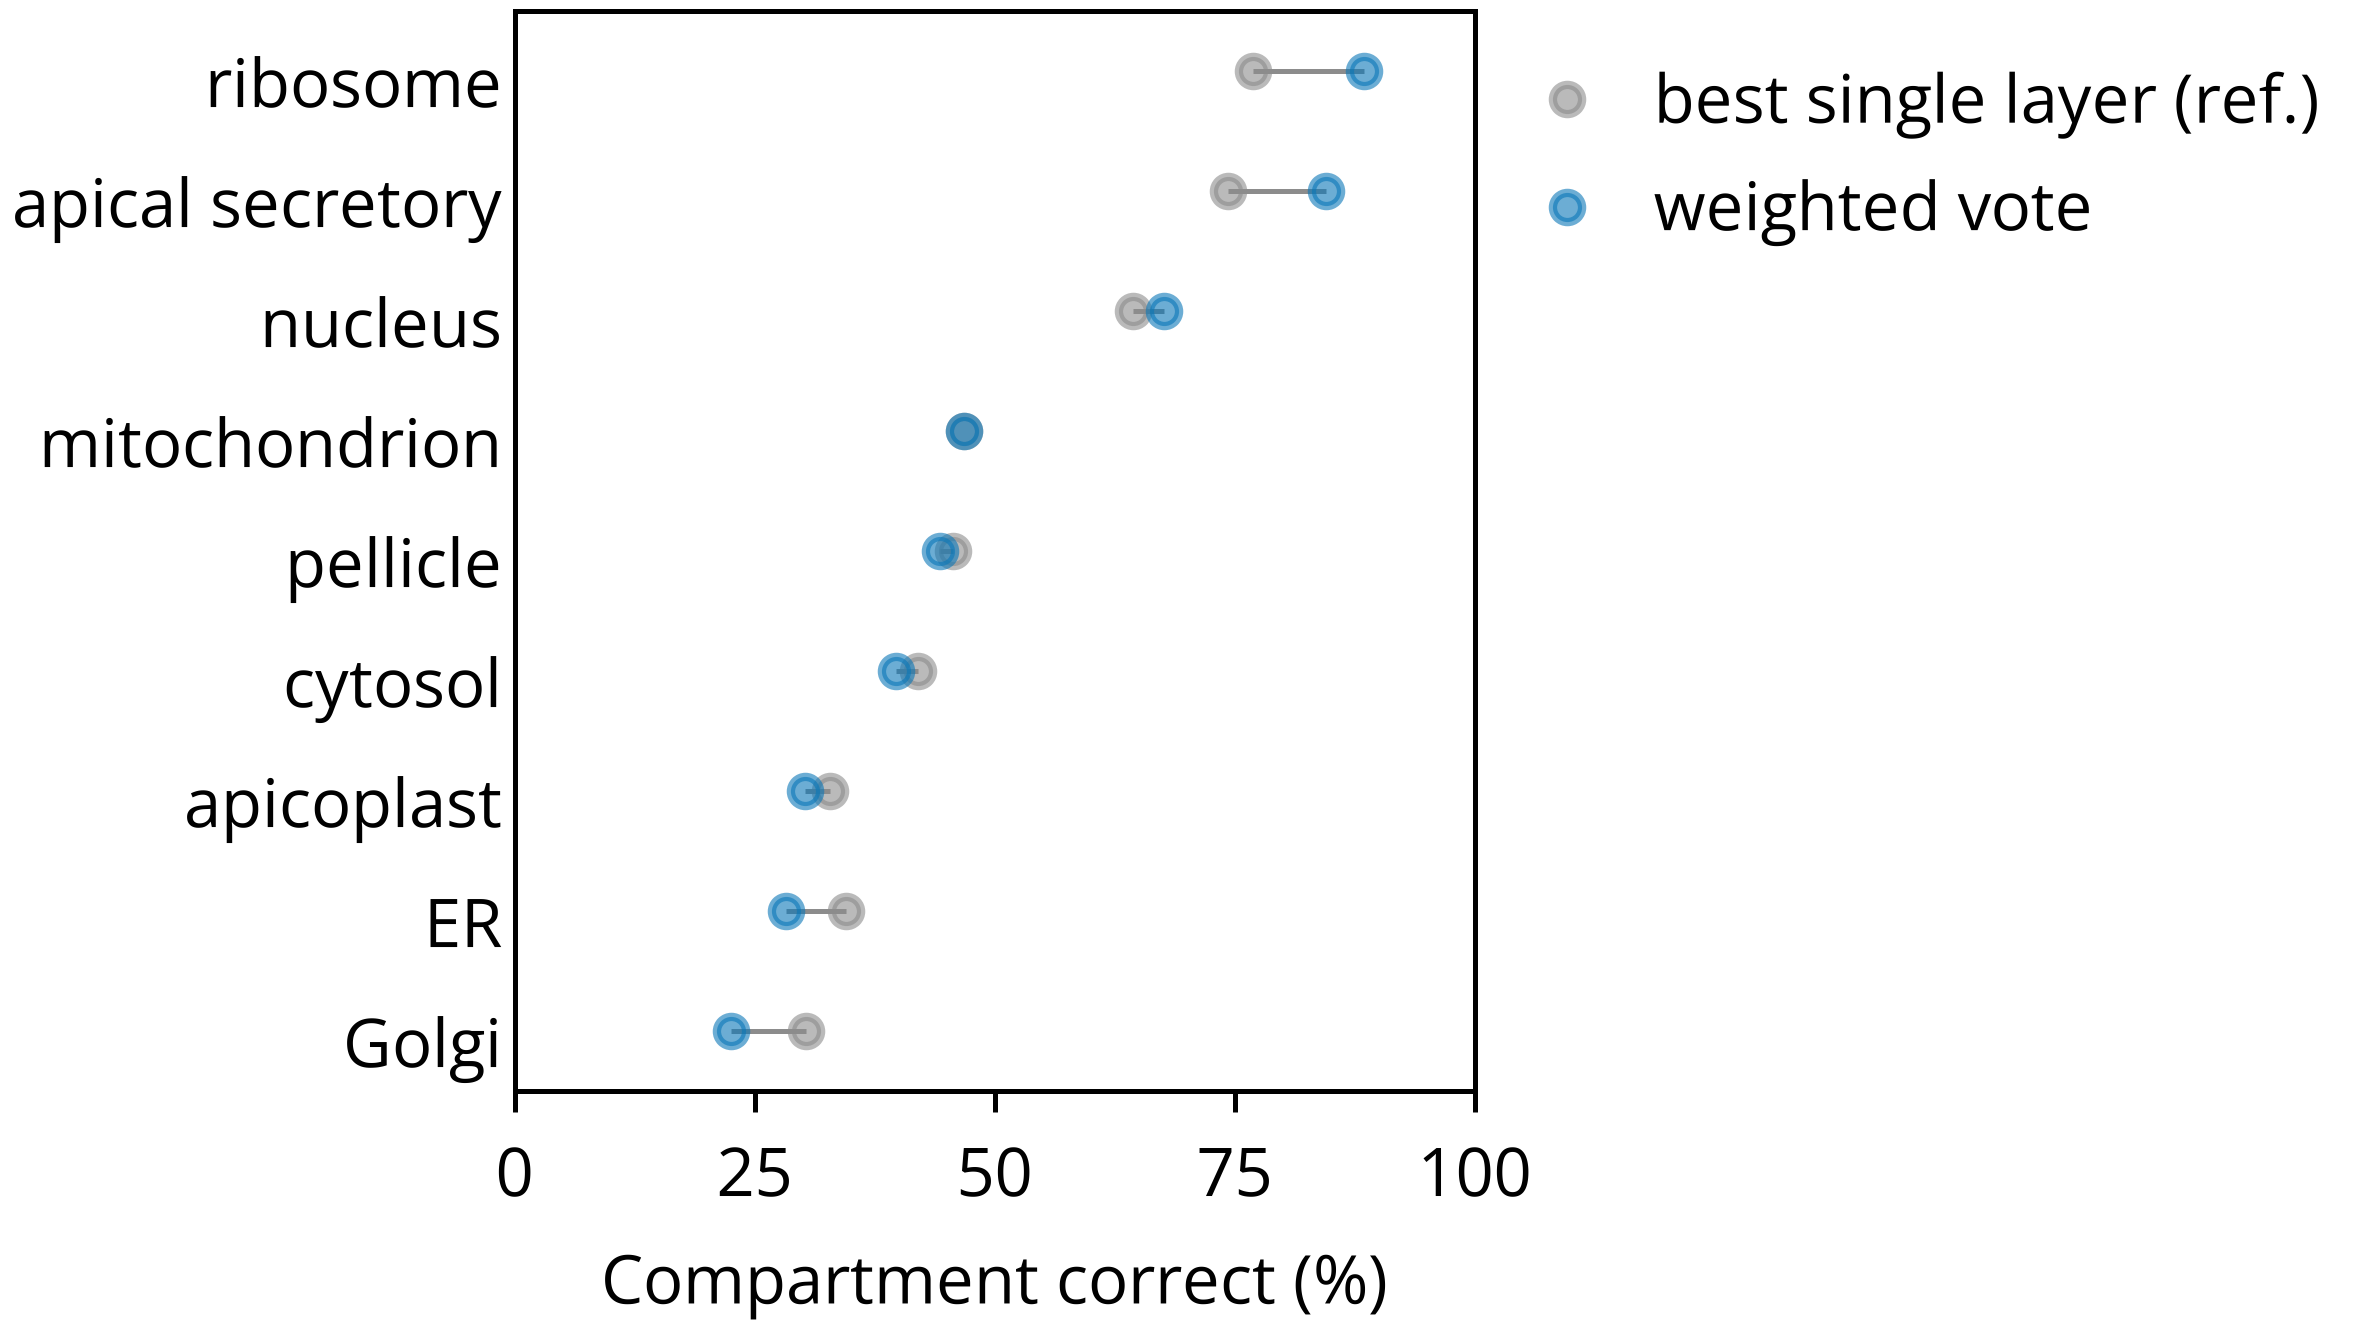 ribosome
apical secretory
nucleus
mitochondrion
pellicle
cytosol
apicoplast
ER
Golgi
0 25 50 75 100
Compartment correct (%)
best single layer (ref.)
weighted vote